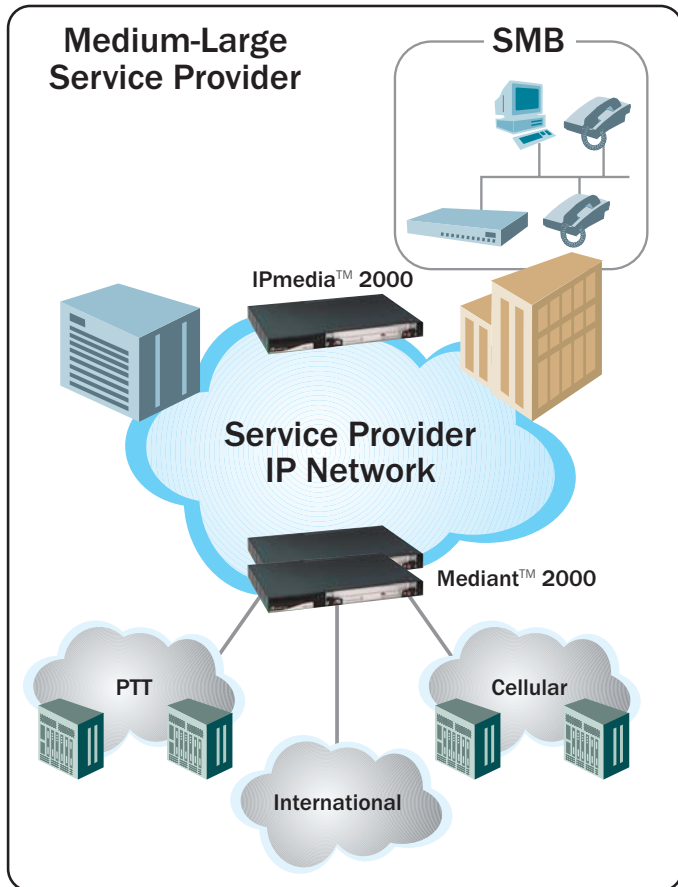 Medium-Large
Service Provider
SMB
IPmedia™ 2000
Service Provider
IP Network
Mediant™ 2000
PTT
Cellular
International